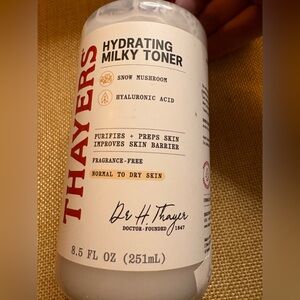 THAYERS
HYDRATING
MILKY TONER
SNOW MUSHROOM
HYALURONIC ACID
PURIFIES + PREPS SKIN
IMPROVES SKIN BARRIER
FRAGRANCE-FREE
NORMAL TO DRY SKIN
Dr H. Thayer
DOCTOR-FOUNDED 1847
8.5 FL OZ (251mL)